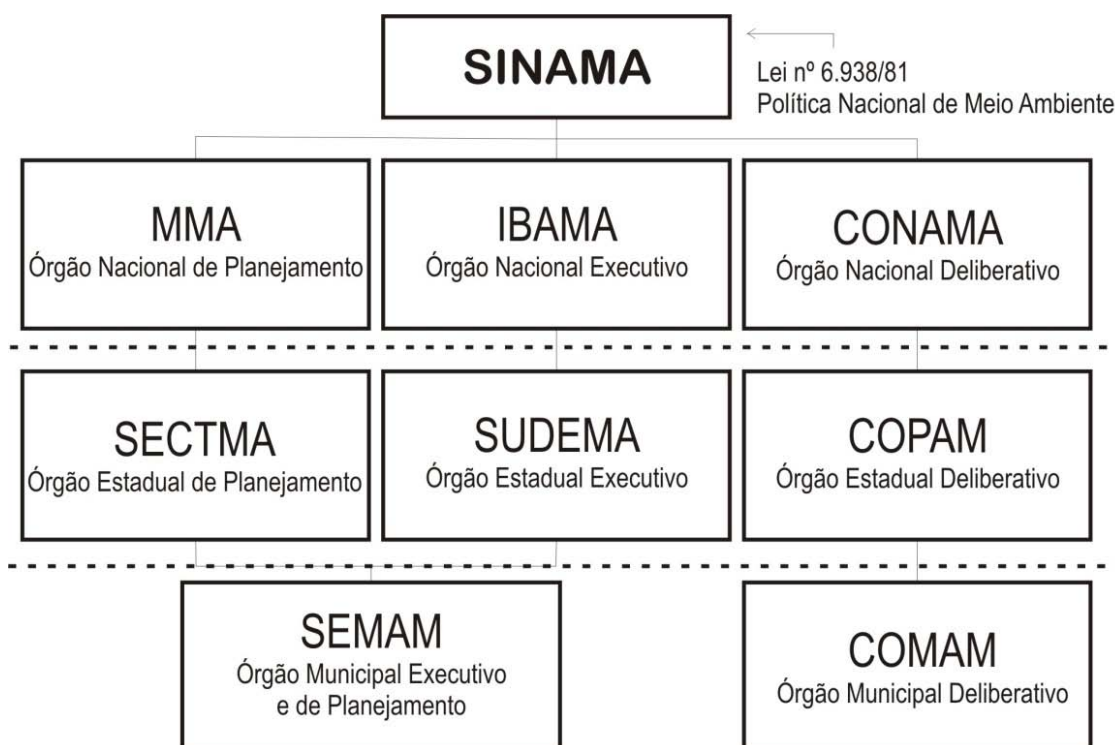 SINAMA
Lei nº 6.938/81
Política Nacional de Meio Ambiente
MMA
Órgão Nacional de Planejamento
IBAMA
Órgão Nacional Executivo
CONAMA
Órgão Nacional Deliberativo
SECTMA
Órgão Estadual de Planejamento
SUDEMA
Órgão Estadual Executivo
COPAM
Órgão Estadual Deliberativo
SEMAM
Órgão Municipal Executivo
e de Planejamento
COMAM
Órgão Municipal Deliberativo